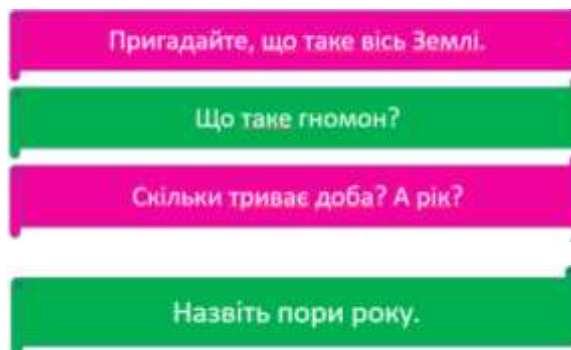 Пригадайте, що таке вісь Землі.
Що таке гномон?
Скільки триває доба? А рік?
Назвіть пори року.